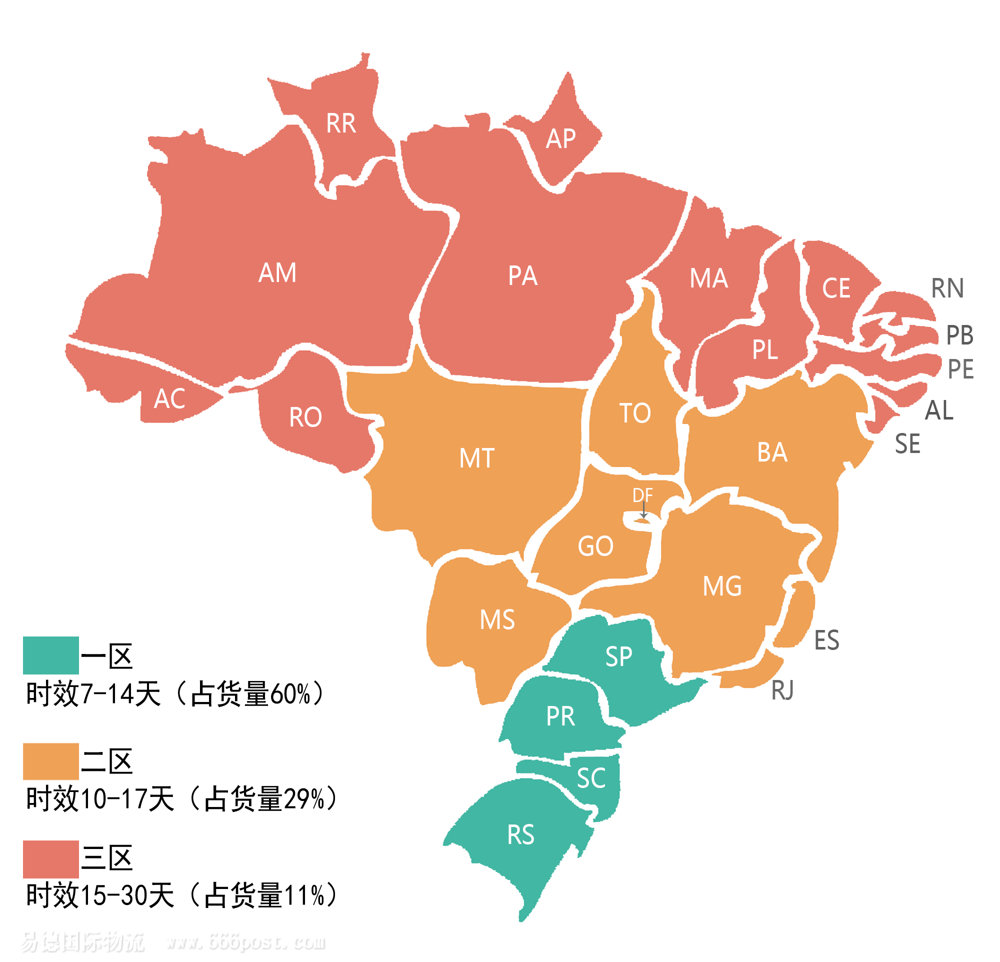 RR
AP
AM
PA
MA
CE
RN
PB
PL
PE
AC
RO
TO
AL
MT
BA
SE
DF
GO
MG
MS
ES
SP
RJ
PR
SC
RS
一区
时效7-14天（占货量60%）
二区
时效10-17天（占货量29%）
三区
时效15-30天（占货量11%）
易德国际物流 www.666post.com